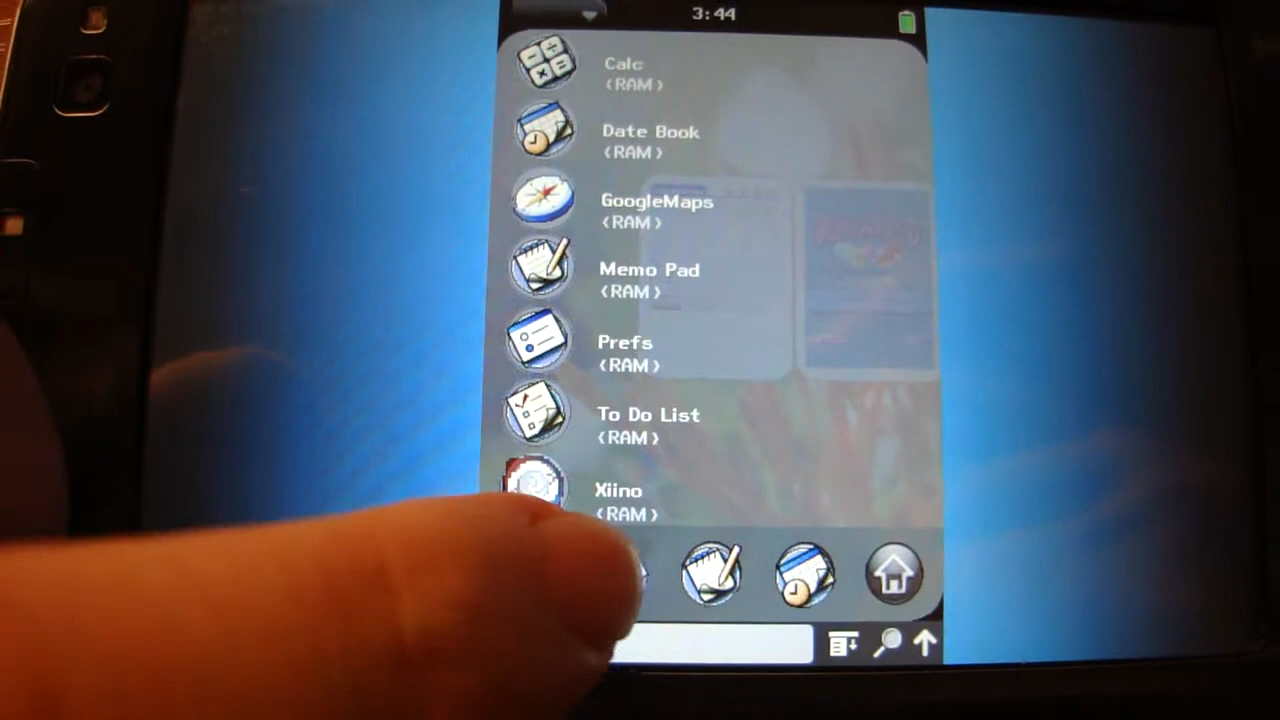 3:44
Calc
(RAM)
Date Book
(RAM)
GoogleMaps
(RAM)
Memo Pad
(RAM)
Prefs
(RAM)
To Do List
(RAM)
Xiino
(RAM)